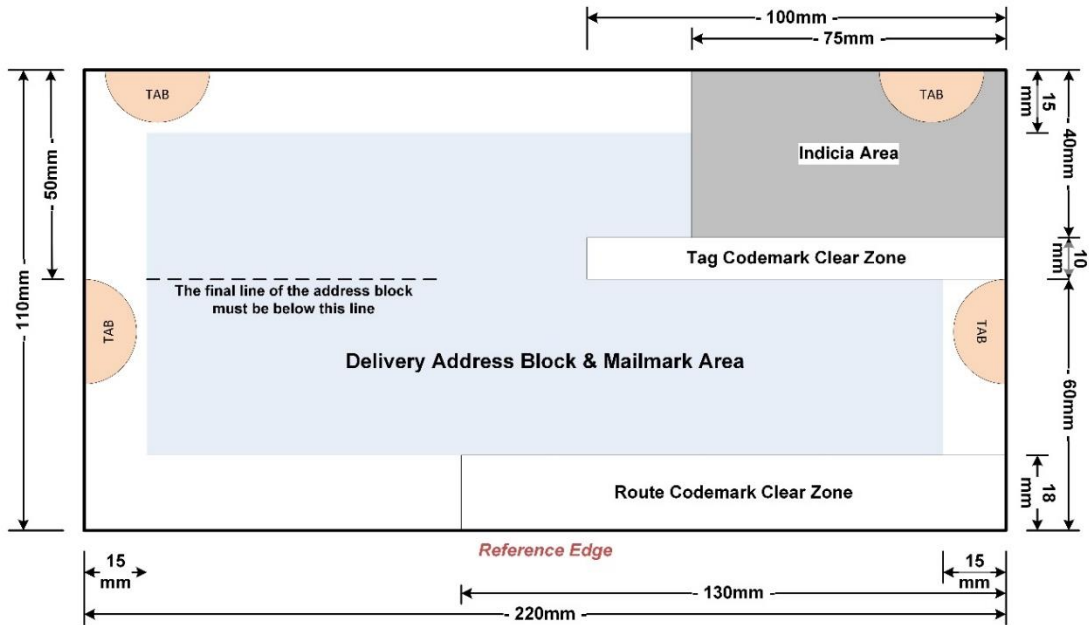 - 100mm -
- 75mm -
TAB
TAB
15
mm
- 40mm -
Indicia Area
- 50mm -
- 110mm -
Tag Codemark Clear Zone
10
mm
The final line of the address block
must be below this line
TAB
TAB
Delivery Address Block & Mailmark Area
- 60mm -
Route Codemark Clear Zone
18
mm
Reference Edge
15
mm
15
mm
- 130mm -
- 220mm -